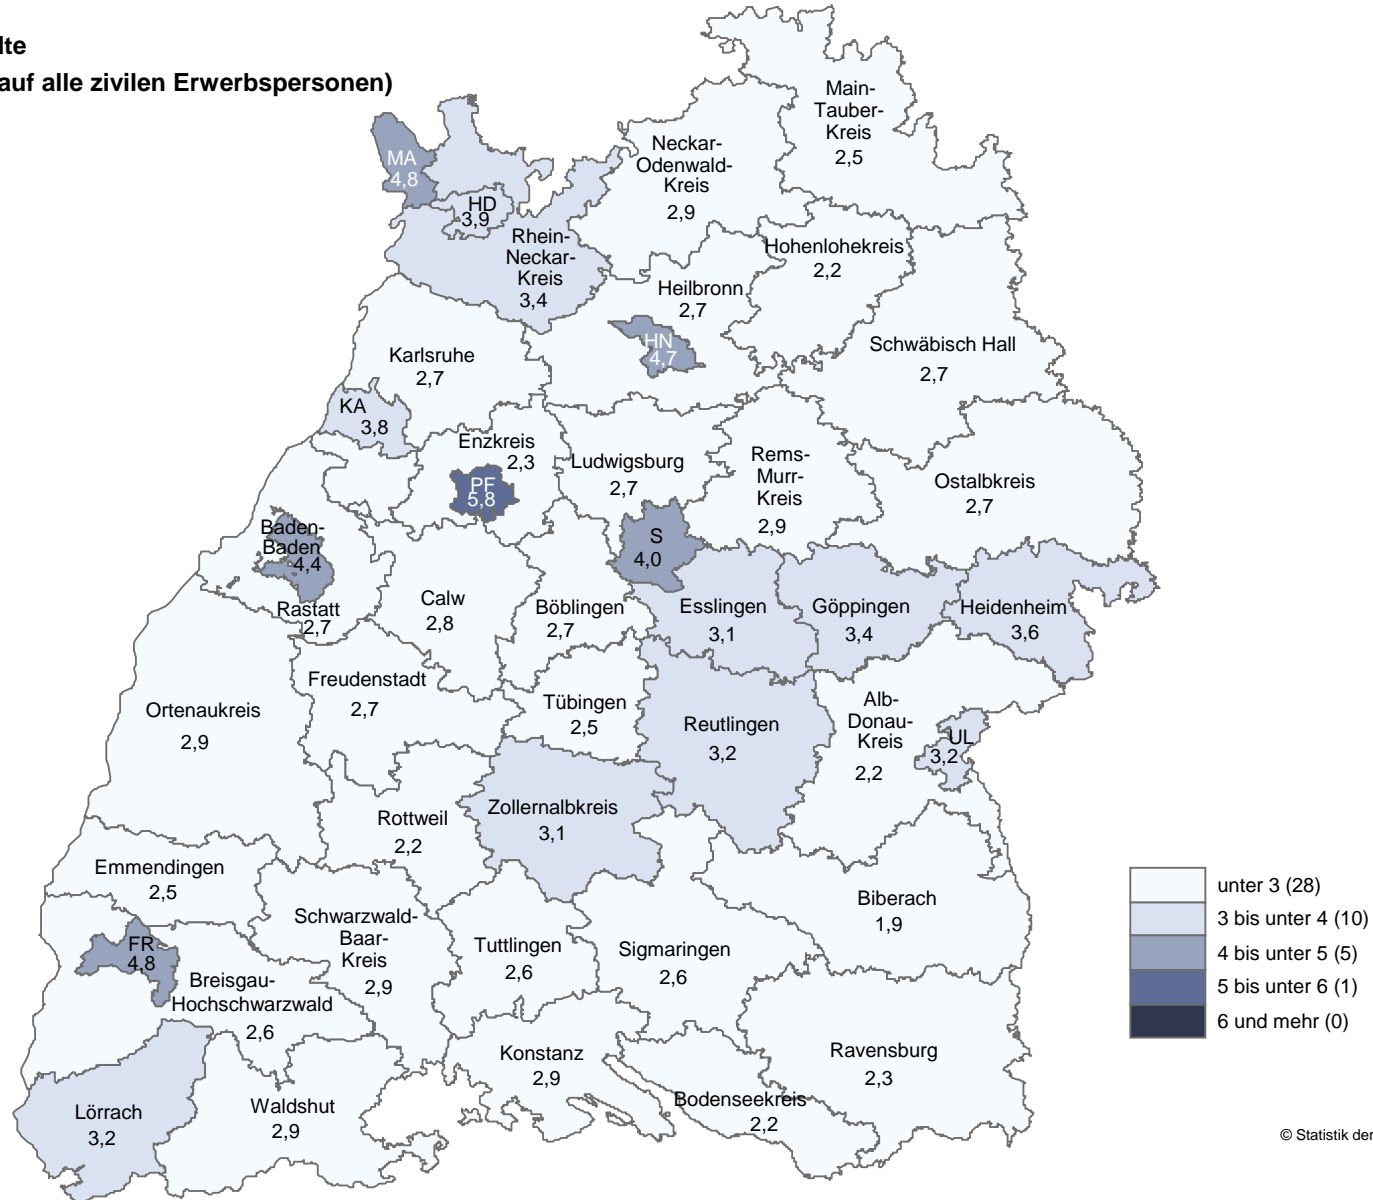 lte
auf alle zivilen Erwerbspersonen)
Main-
Tauber-
Kreis
2,5
Neckar-
Odenwald-
Kreis
2,9
MA
4,8
HD
3,9
Rhein-
Neckar-
Kreis
3,4
Hohenlohekreis
2,2
Heilbronn
2,7
HN
4,7
Schwäbisch Hall
2,7
Karlsruhe
2,7
KA
3,8
Enzkreis
2,3
PF
5,8
Ludwigsburg
2,7
Rems-
Murr-
Kreis
2,9
Ostalbkreis
2,7
Baden-
Baden
4,4
Rastatt
2,7
S
4,0
Calw
2,8
Böblingen
2,7
Esslingen
3,1
Göppingen
3,4
Heidenheim
3,6
Freudenstadt
2,7
Ortenaukreis
2,9
Tübingen
2,5
Reutlingen
3,2
Alb-
Donau-
Kreis
2,2
UL
3,2
Rottweil
2,2
Zollernalbkreis
3,1
Emmendingen
2,5
Biberach
1,9
Schwarzwald-
Baar-
Kreis
2,9
FR
4,8
Breisgau-
Hochschwarzwald
2,6
Tuttlingen
2,6
Sigmaringen
2,6
Konstanz
2,9
Ravensburg
2,3
Bodenseekreis
2,2
Lörrach
3,2
Waldshut
2,9
unter 3 (28)
3 bis unter 4 (10)
4 bis unter 5 (5)
5 bis unter 6 (1)
6 und mehr (0)
© Statistik der